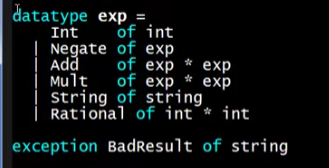 datatype exp =
    Int    of int
  | Negate of exp
  | Add    of exp * exp
  | Mult   of exp * exp
  | String of string
  | Rational of int * int
exception BadResult of string